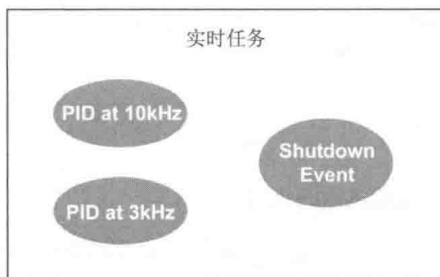 实时任务
PID at 10kHz
Shutdown
Event
PID at 3kHz